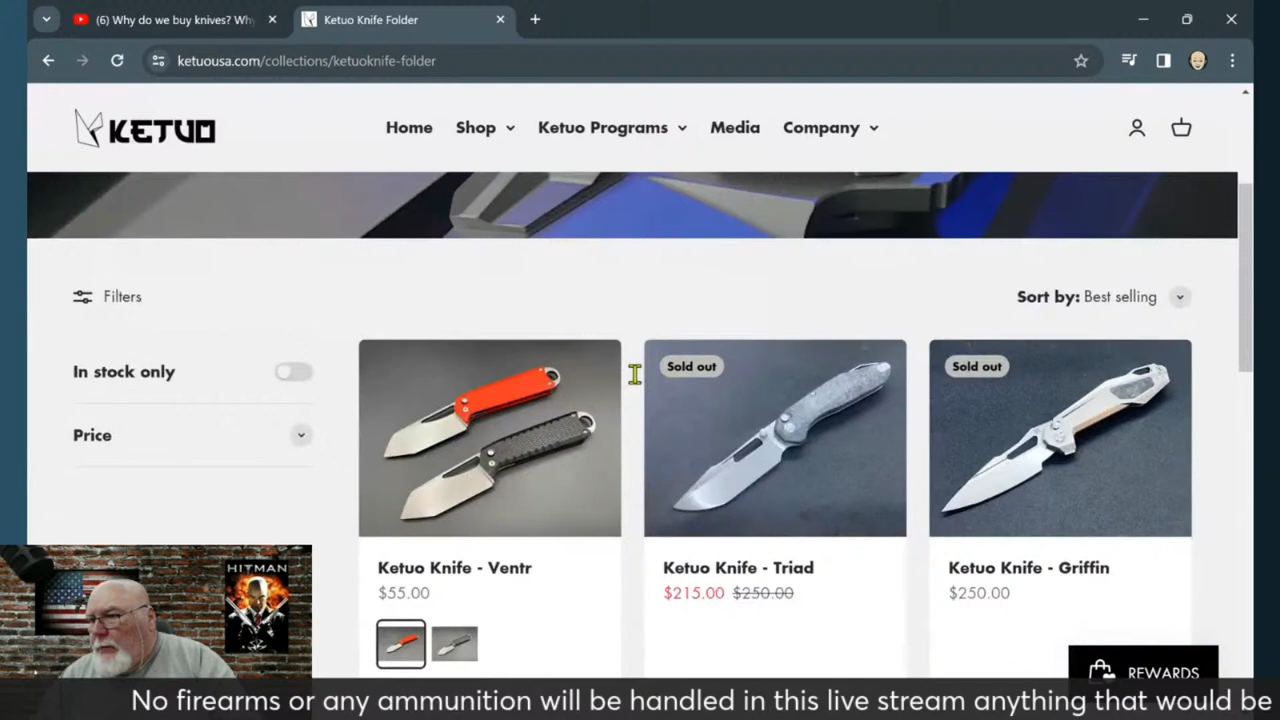 (6) Why do we buy knives? Wh
Ketuo Knife Folder
ketuousa.com/collections/ketuoknife-folder
KETUO
Home
Shop
Ketuo Programs
Media
Company
Filters
Sort by: Best selling
In stock only
Price
Sold out
Sold out
Ketuo Knife - Ventr
$55.00
Ketuo Knife - Triad
$215.00 $250.00
Ketuo Knife - Griffin
$250.00
HITMAN
REWARDS
No firearms or any ammunition will be handled in this live stream anything that would be